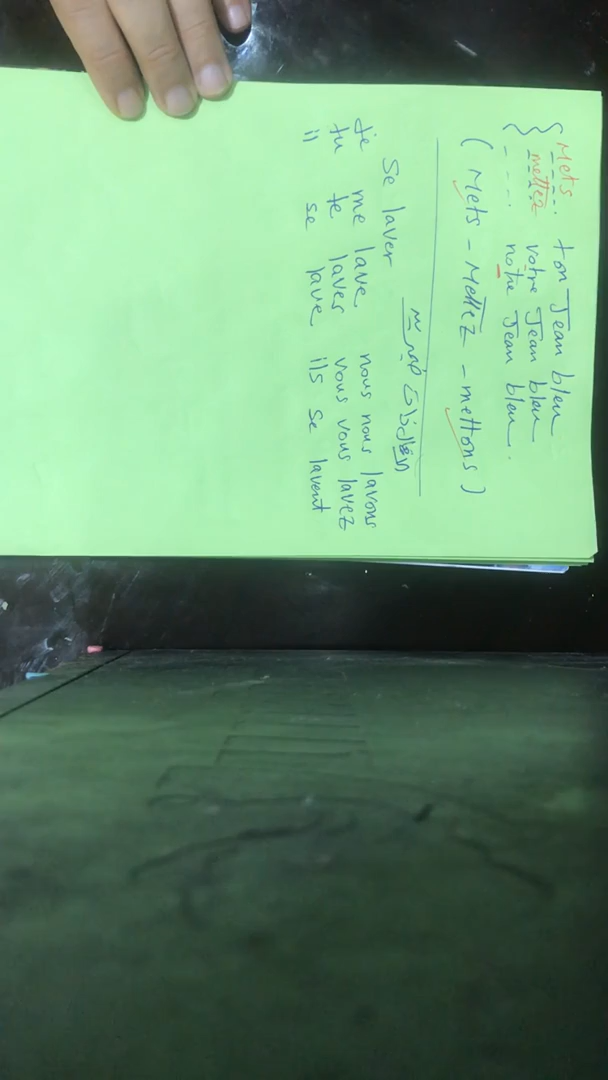 Mets ton Jean bleu
mettez votre Jean bleu
.... notre Jean bleu.
(Mets - Mettez - mettons)
Se laver
Je me lave, nous nous lavons
tu te laves vous vous lavez
il se lave ils se lavent